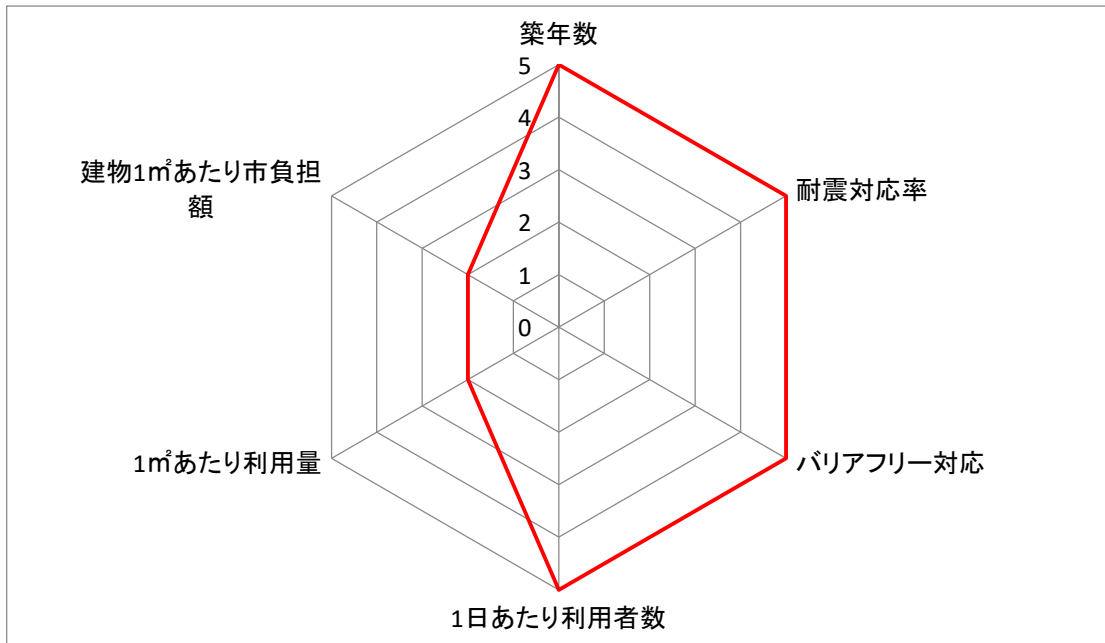 築年数
5
4
3
2
1
0
建物1㎡あたり市負担
額
耐震対応率
1㎡あたり利用量
バリアフリー対応
1日あたり利用者数